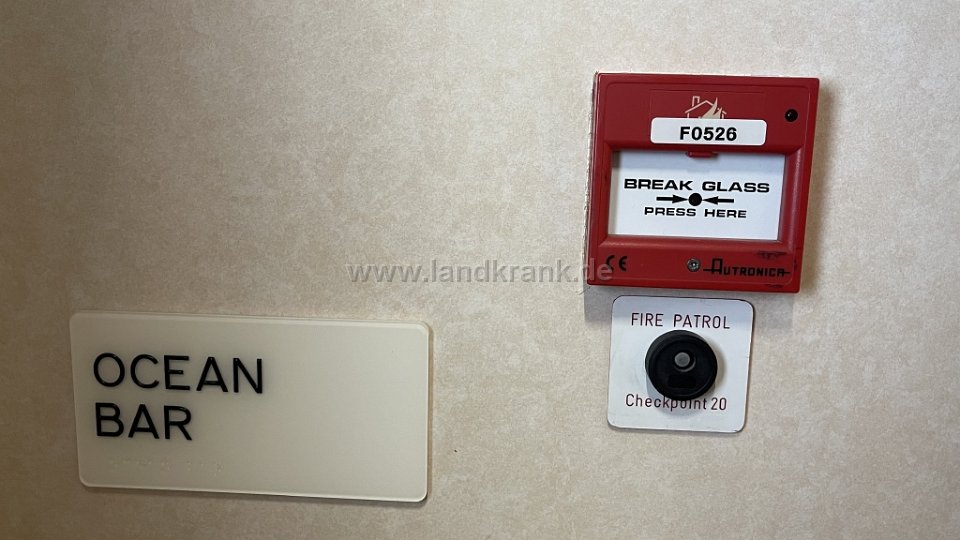 F0526
BREAK GLASS
PRESS HERE
CE AUTRONICA
www.landkrank.de
FIRE PATROL
Checkpoint 20
OCEAN
BAR